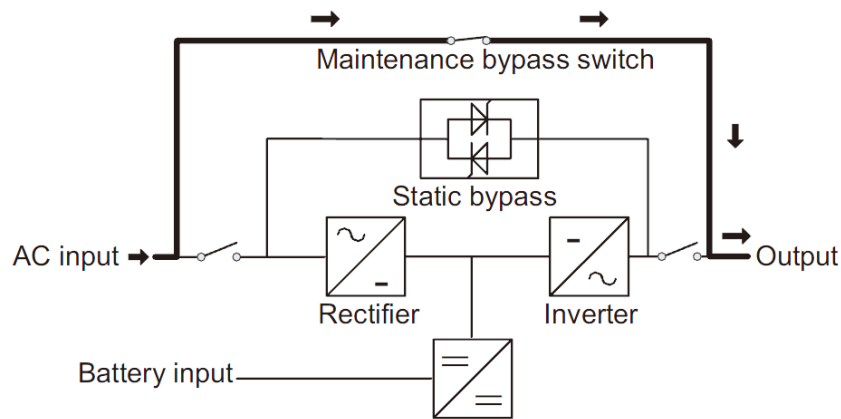 Maintenance bypass switch
Static bypass
AC input
Output
Rectifier
Inverter
Battery input